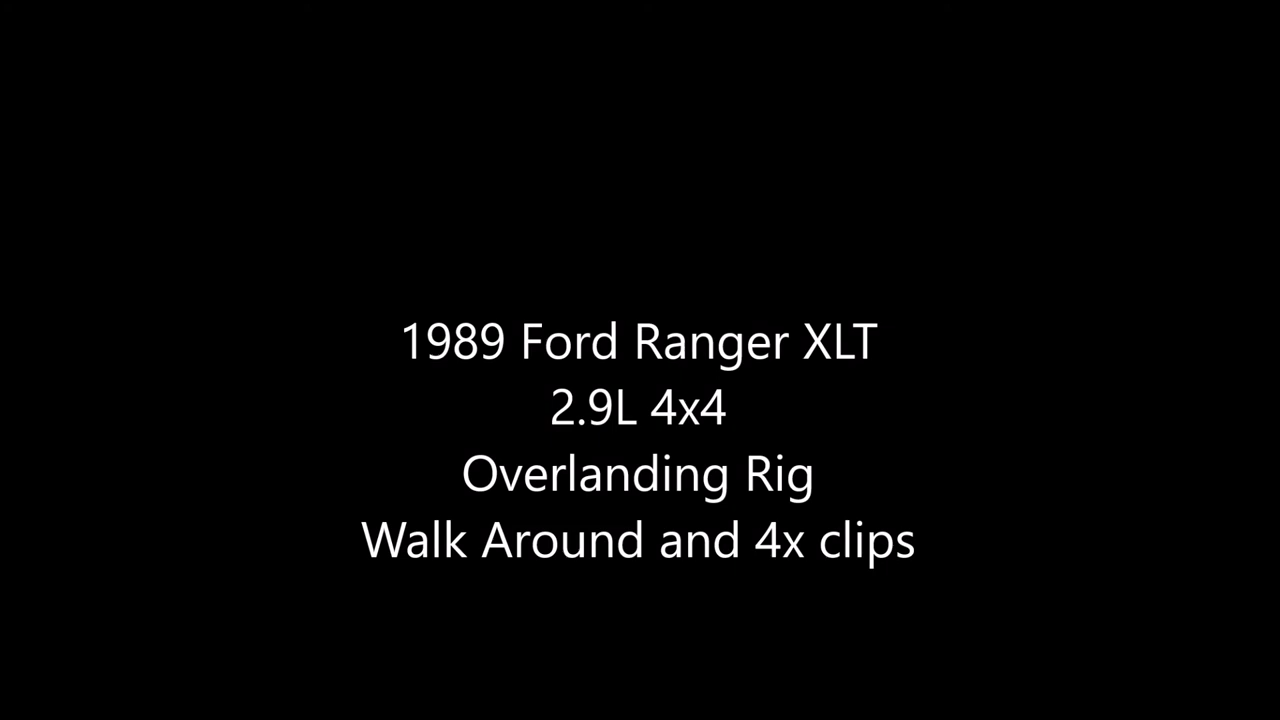 1989 Ford Ranger XLT
2.9L 4x4
Overlanding Rig
Walk Around and 4x clips